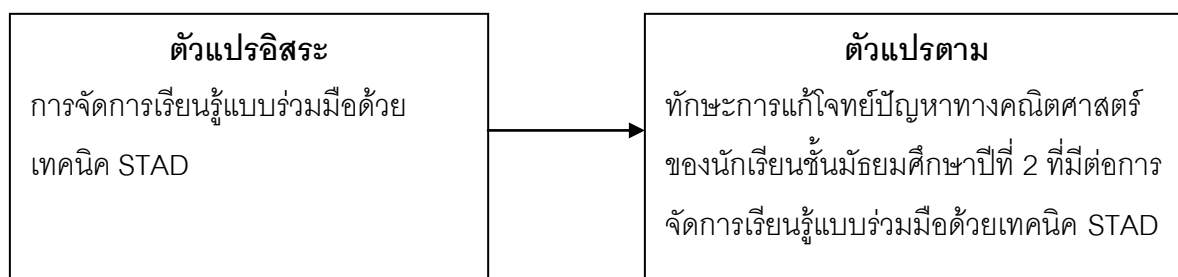 ตัวแปรอิสระ
การจัดการเรียนรู้แบบร่วมมือด้วย
เทคนิค STAD
ตัวแปรตาม
ทักษะการแก้โจทย์ปัญหาทางคณิตศาสตร์
ของนักเรียนชั้นมัธยมศึกษาปีที่ 2 ที่มีต่อการ
จัดการเรียนรู้แบบร่วมมือด้วยเทคนิค STAD